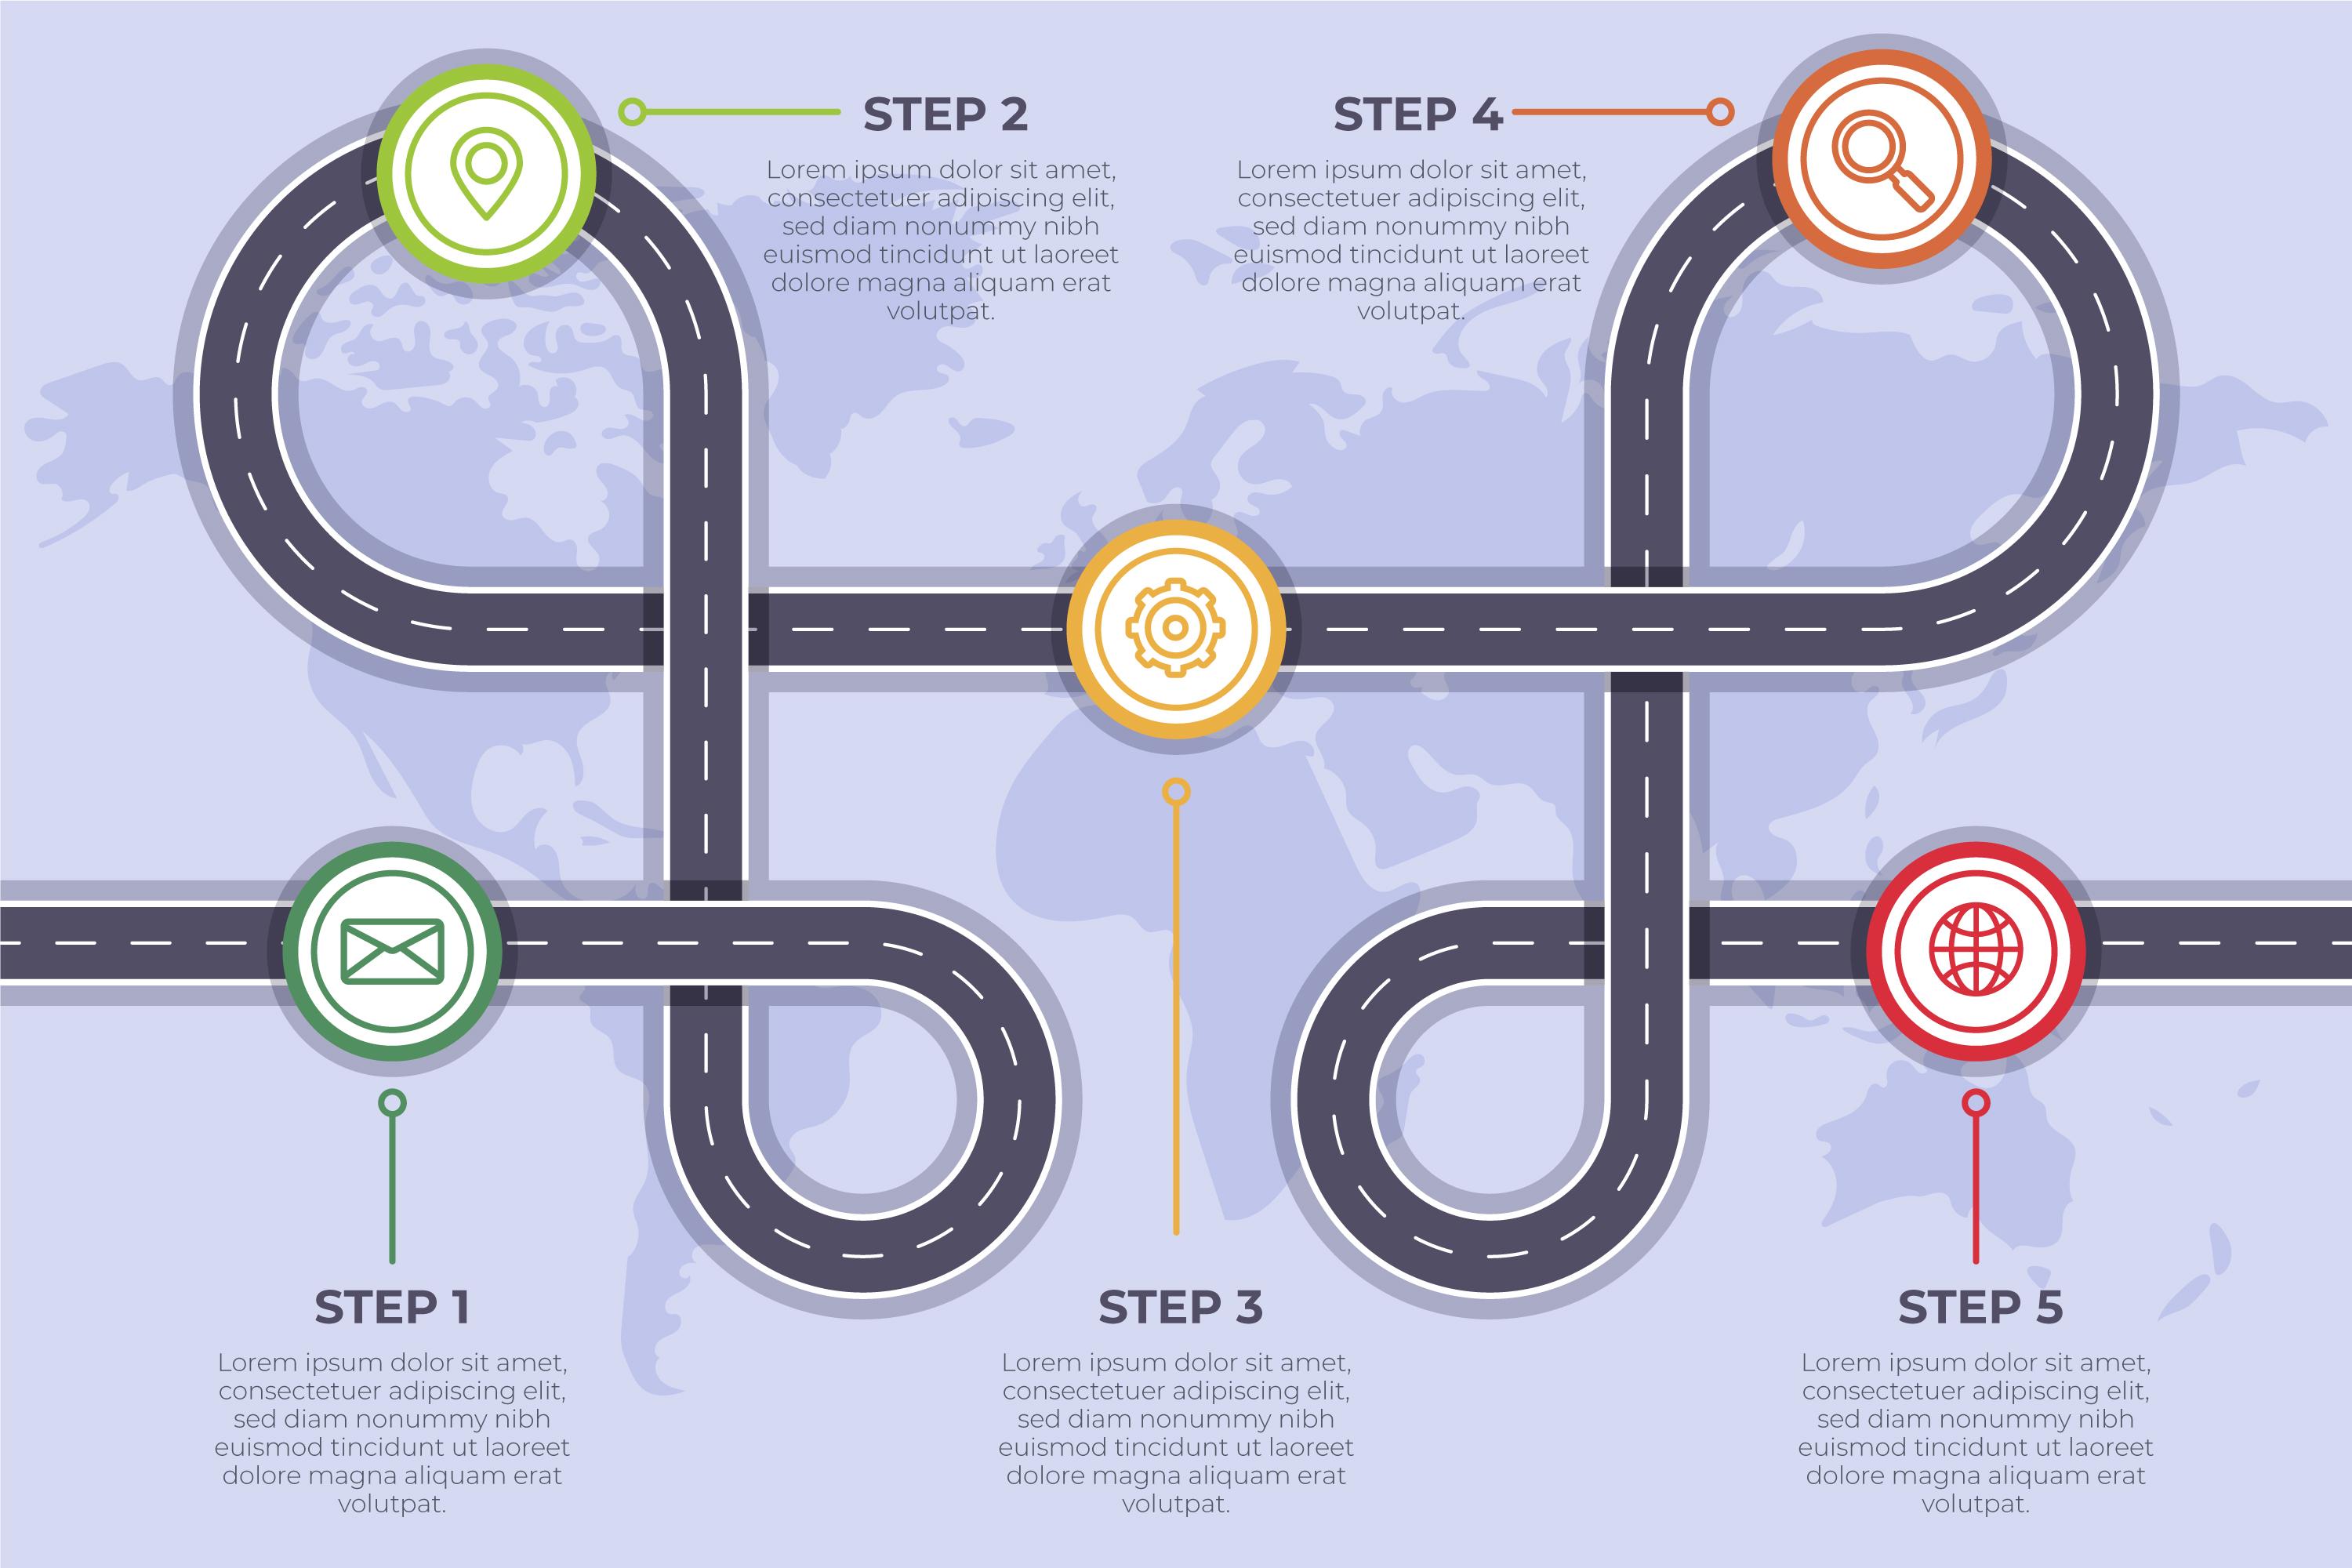 STEP 1
Lorem ipsum dolor sit amet,
consectetuer adipiscing elit,
sed diam nonummy nibh
euismod tincidunt ut laoreet
dolore magna aliquam erat
volutpat.
STEP 2
Lorem ipsum dolor sit amet,
consectetuer adipiscing elit,
sed diam nonummy nibh
euismod tincidunt ut laoreet
dolore magna aliquam erat
volutpat.
STEP 3
Lorem ipsum dolor sit amet,
consectetuer adipiscing elit,
sed diam nonummy nibh
euismod tincidunt ut laoreet
dolore magna aliquam erat
volutpat.
STEP 4
Lorem ipsum dolor sit amet,
consectetuer adipiscing elit,
sed diam nonummy nibh
euismod tincidunt ut laoreet
dolore magna aliquam erat
volutpat.
STEP 5
Lorem ipsum dolor sit amet,
consectetuer adipiscing elit,
sed diam nonummy nibh
euismod tincidunt ut laoreet
dolore magna aliquam erat
volutpat.